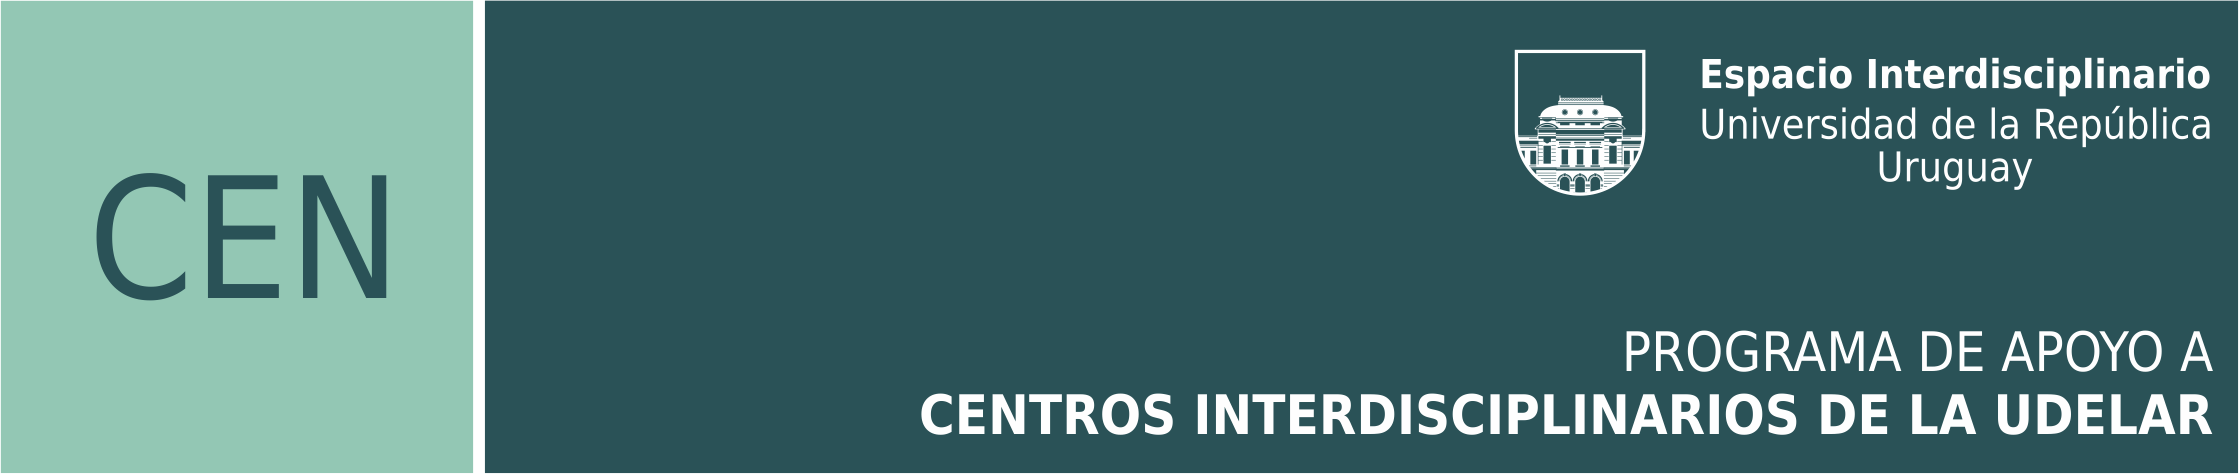 CEN
Espacio Interdisciplinario
Universidad de la República
Uruguay
PROGRAMA DE APOYO A
CENTROS INTERDISCIPLINARIOS DE LA UDELAR